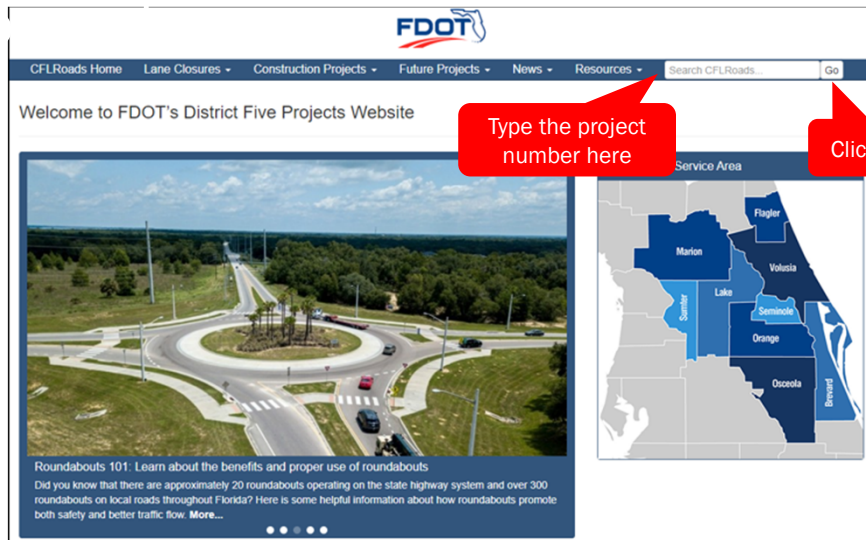 FDOT
CFLRoads Home Lane Closures Construction Projects Future Projects News Resources Search CFLRoads... Go
Welcome to FDOT's District Five Projects Website
Type the project
number here
Service Area
Flagler
Marion
Volusia
Lake
Sumter
Seminole
Orange
Osceola
Brevard
Roundabouts 101: Learn about the benefits and proper use of roundabouts
Did you know that there are approximately 20 roundabouts operating on the state highway system and over 300
roundabouts on local roads throughout Florida? Here is some helpful information about how roundabouts promote
both safety and better traffic flow. More...